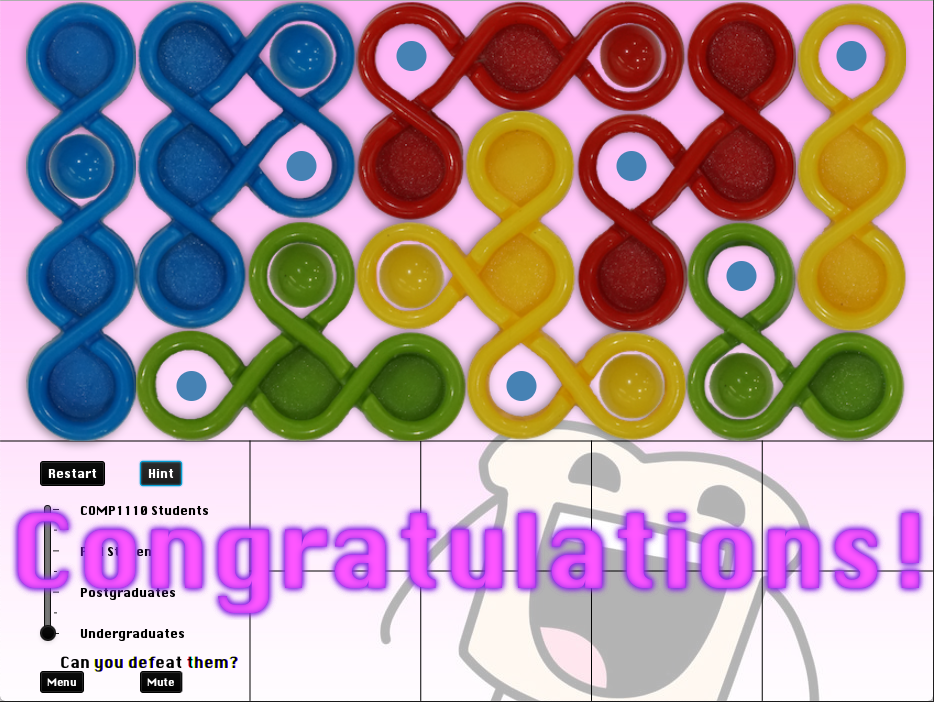 Restart
Hint
COMP1110 Students
Congratulations!
Postgraduates
Undergraduates
Can you defeat them?
Menu
Mute